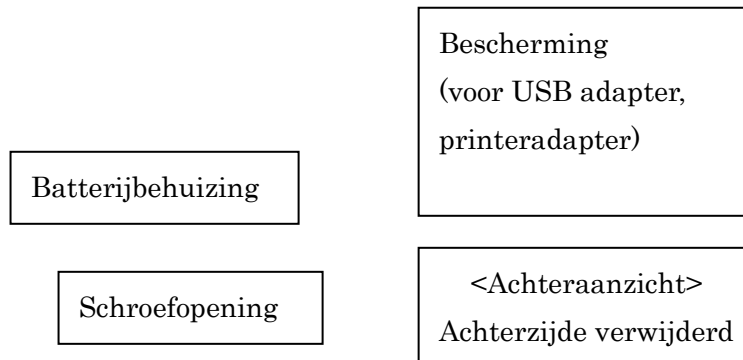 Bescherming
(voor USB adapter,
printeradapter)
Batterijbehuizing
Schroefopening
<Achteraanzicht>
Achterzijde verwijderd